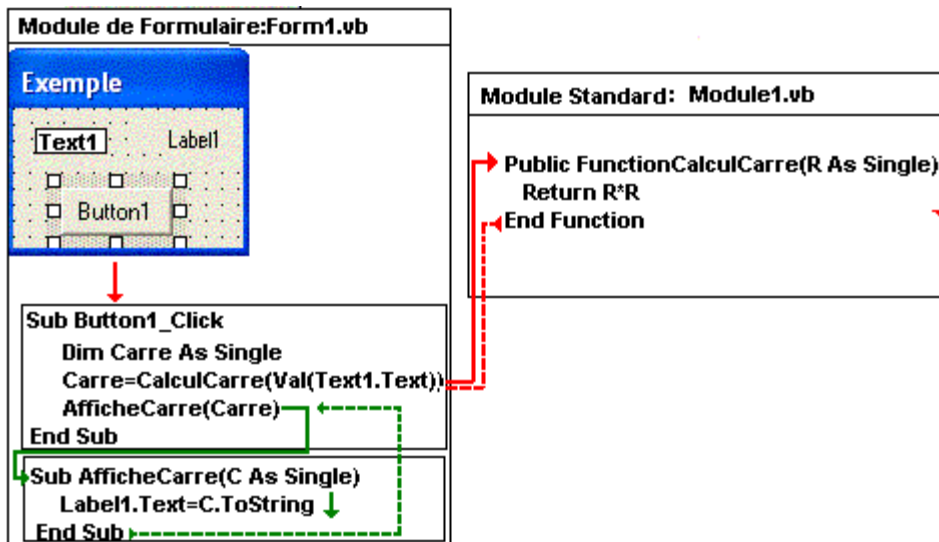 Module de Formulaire:Form1.vb
Exemple
Text1 Label1
Button1
Sub Button1_Click
Dim Carre As Single
Carre=CalculCarre(Val(Text1.Text))
AfficheCarre(Carre)
End Sub
Sub AfficheCarre(C As Single)
Label1.Text=C.ToString
End Sub
Module Standard: Module1.vb
Public FunctionCalculCarre(R As Single)
Return R*R
End Function